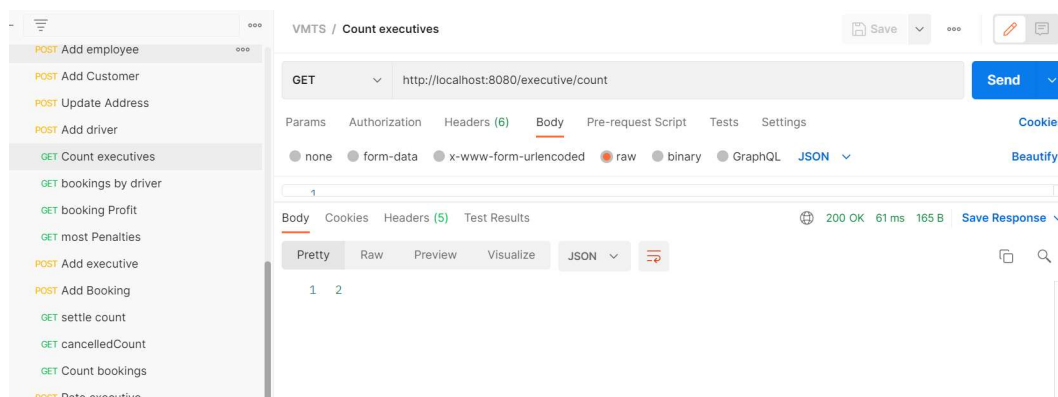 VMTS / Count executives
Save
POST Add employee
POST Add Customer
POST Update Address
POST Add driver
GET Count executives
GET bookings by driver
GET booking Profit
GET most Penalties
POST Add executive
POST Add Booking
GET settle count
GET cancelledCount
GET Count bookings
POST Rate executive
GET http://localhost:8080/executive/count Send
Params Authorization Headers (6) Body Pre-request Script Tests Settings Cookie
none form-data x-www-form-urlencoded raw binary GraphQL JSON Beautify
1
Body Cookies Headers (5) Test Results 200 OK 61 ms 165 B Save Response
Pretty Raw Preview Visualize JSON
1 2